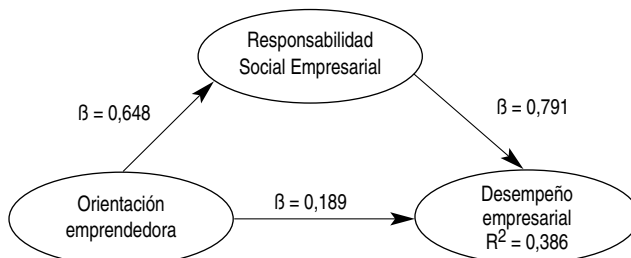 Responsabilidad
Social Empresarial
ß = 0,648
ß = 0,791
Orientación
emprendedora
ß = 0,189
Desempeño
empresarial
R² = 0,386